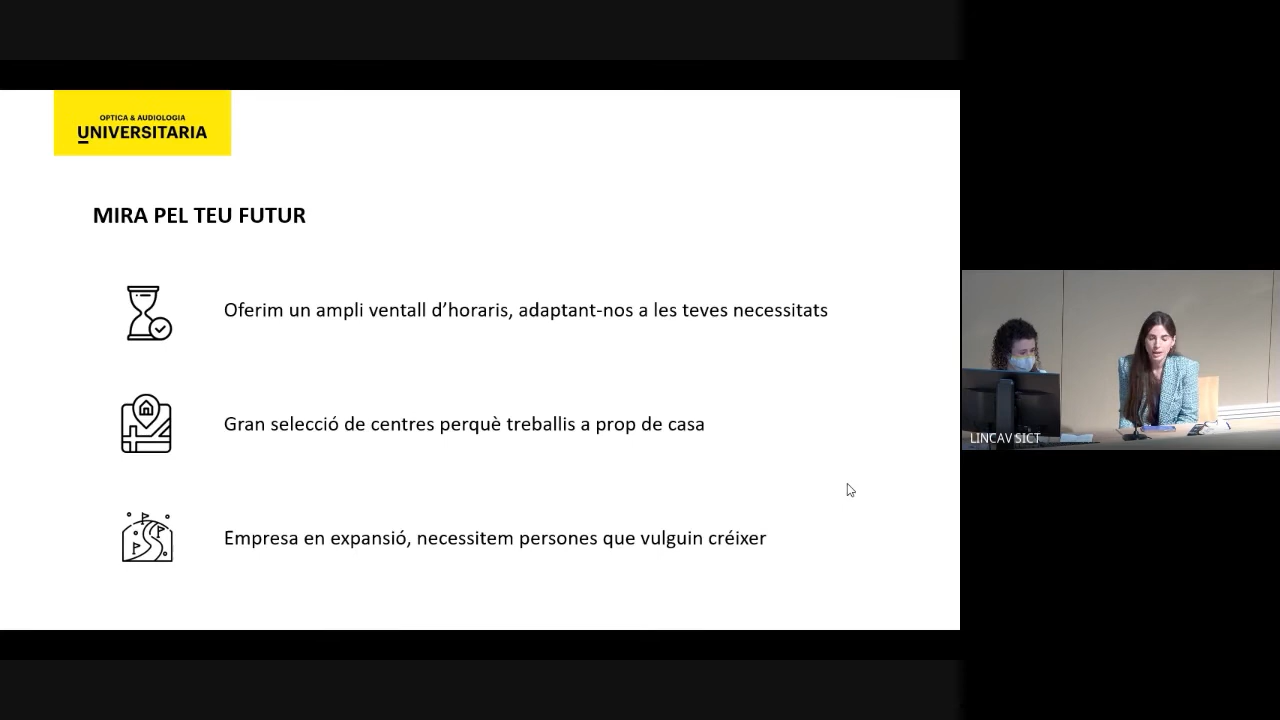 OPTICA & AUDIOLOGIA
UNIVERSITARIA
MIRA PEL TEU FUTUR
Oferim un ampli ventall d’horaris, adaptant-nos a les teves necessitats
Gran selecció de centres perquè treballis a prop de casa
Empresa en expansió, necessitem persones que vulguin créixer
LINCAV SICT